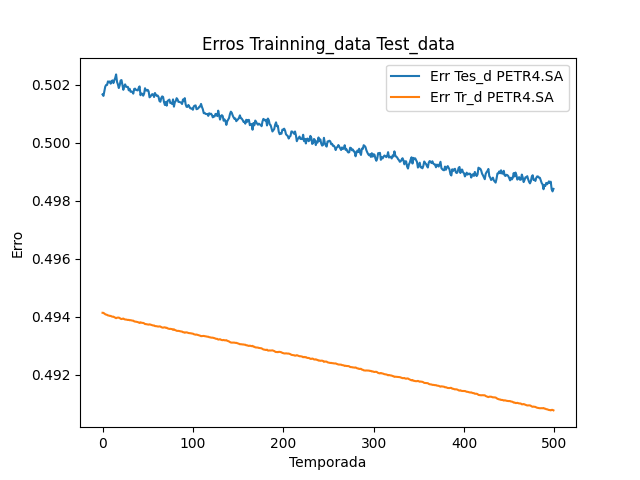 Erros Trainning_data Test_data
Err Tes_d PETR4.SA
Err Tr_d PETR4.SA
Erro
0.502
0.500
0.498
0.496
0.494
0.492
0
100
200
300
400
500
Temporada